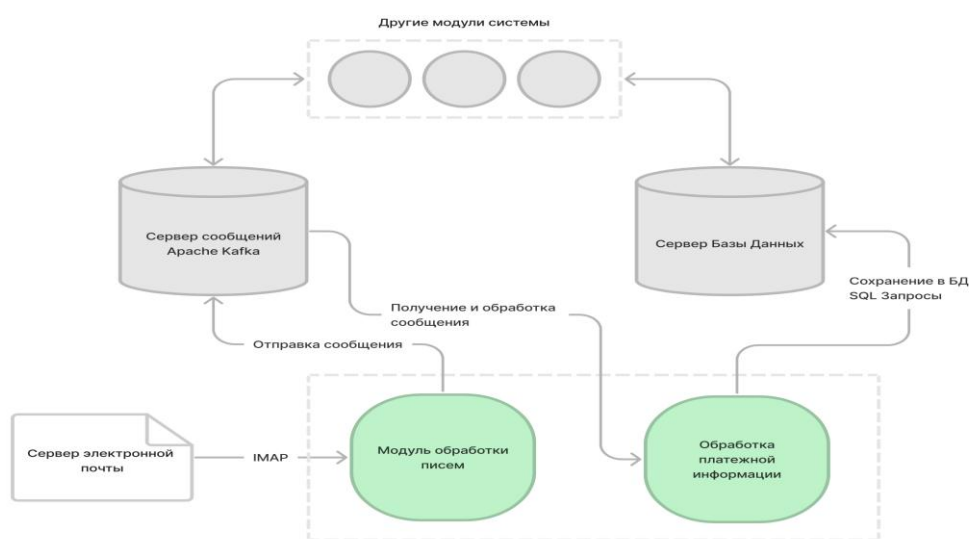 Другие модули системы
Сервер сообщений
Apache Kafka
Сервер Базы Данных
Сохранение в БД
SQL Запросы
Получение и обработка
сообщения
Отправка сообщения
Сервер электронной
почты
IMAP
Модуль обработки
писем
Обработка
платежной
информации